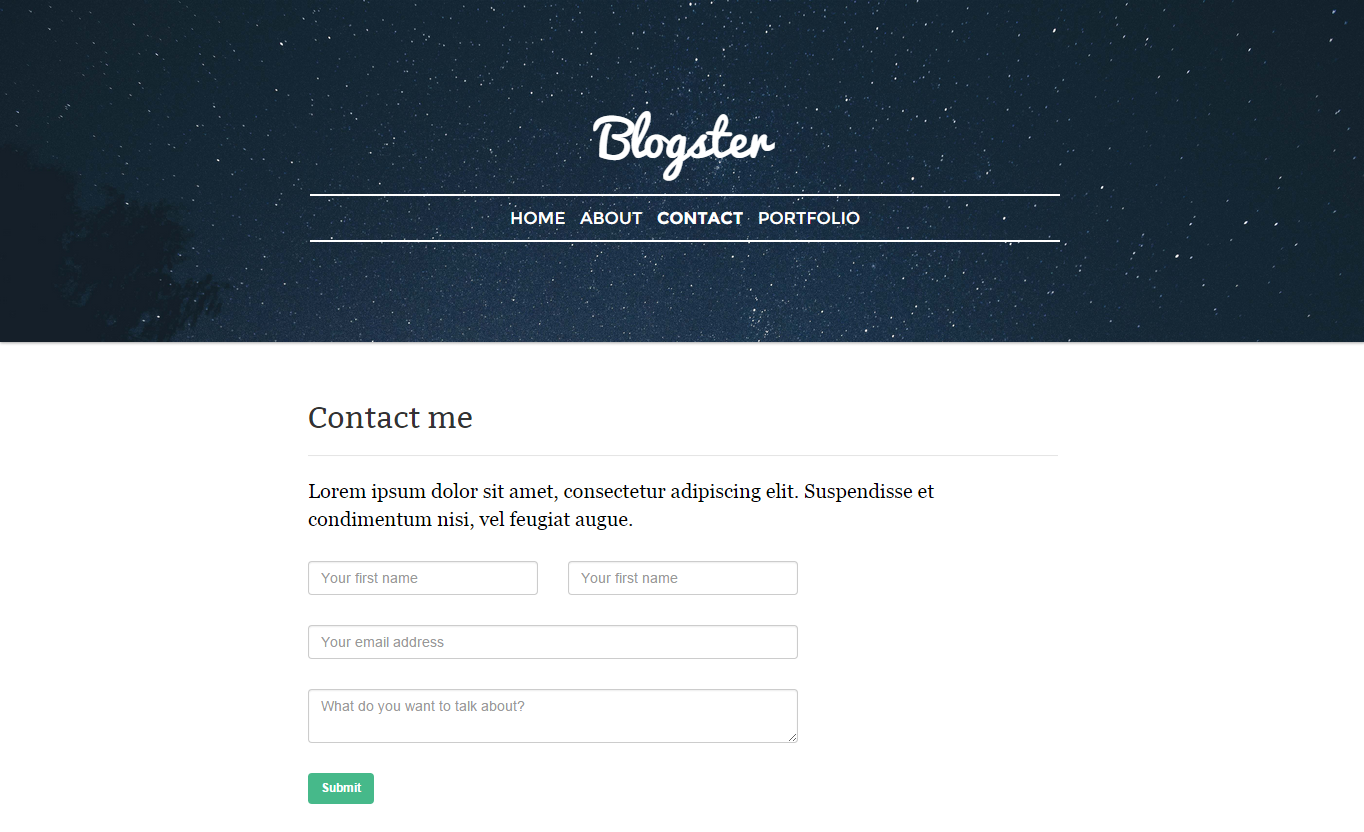 Blogster
HOME ABOUT CONTACT PORTFOLIO
Contact me
Lorem ipsum dolor sit amet, consectetur adipiscing elit. Suspendisse et
condimentum nisi, vel feugiat augue.
Your first name Your first name
Your email address
What do you want to talk about?
Submit